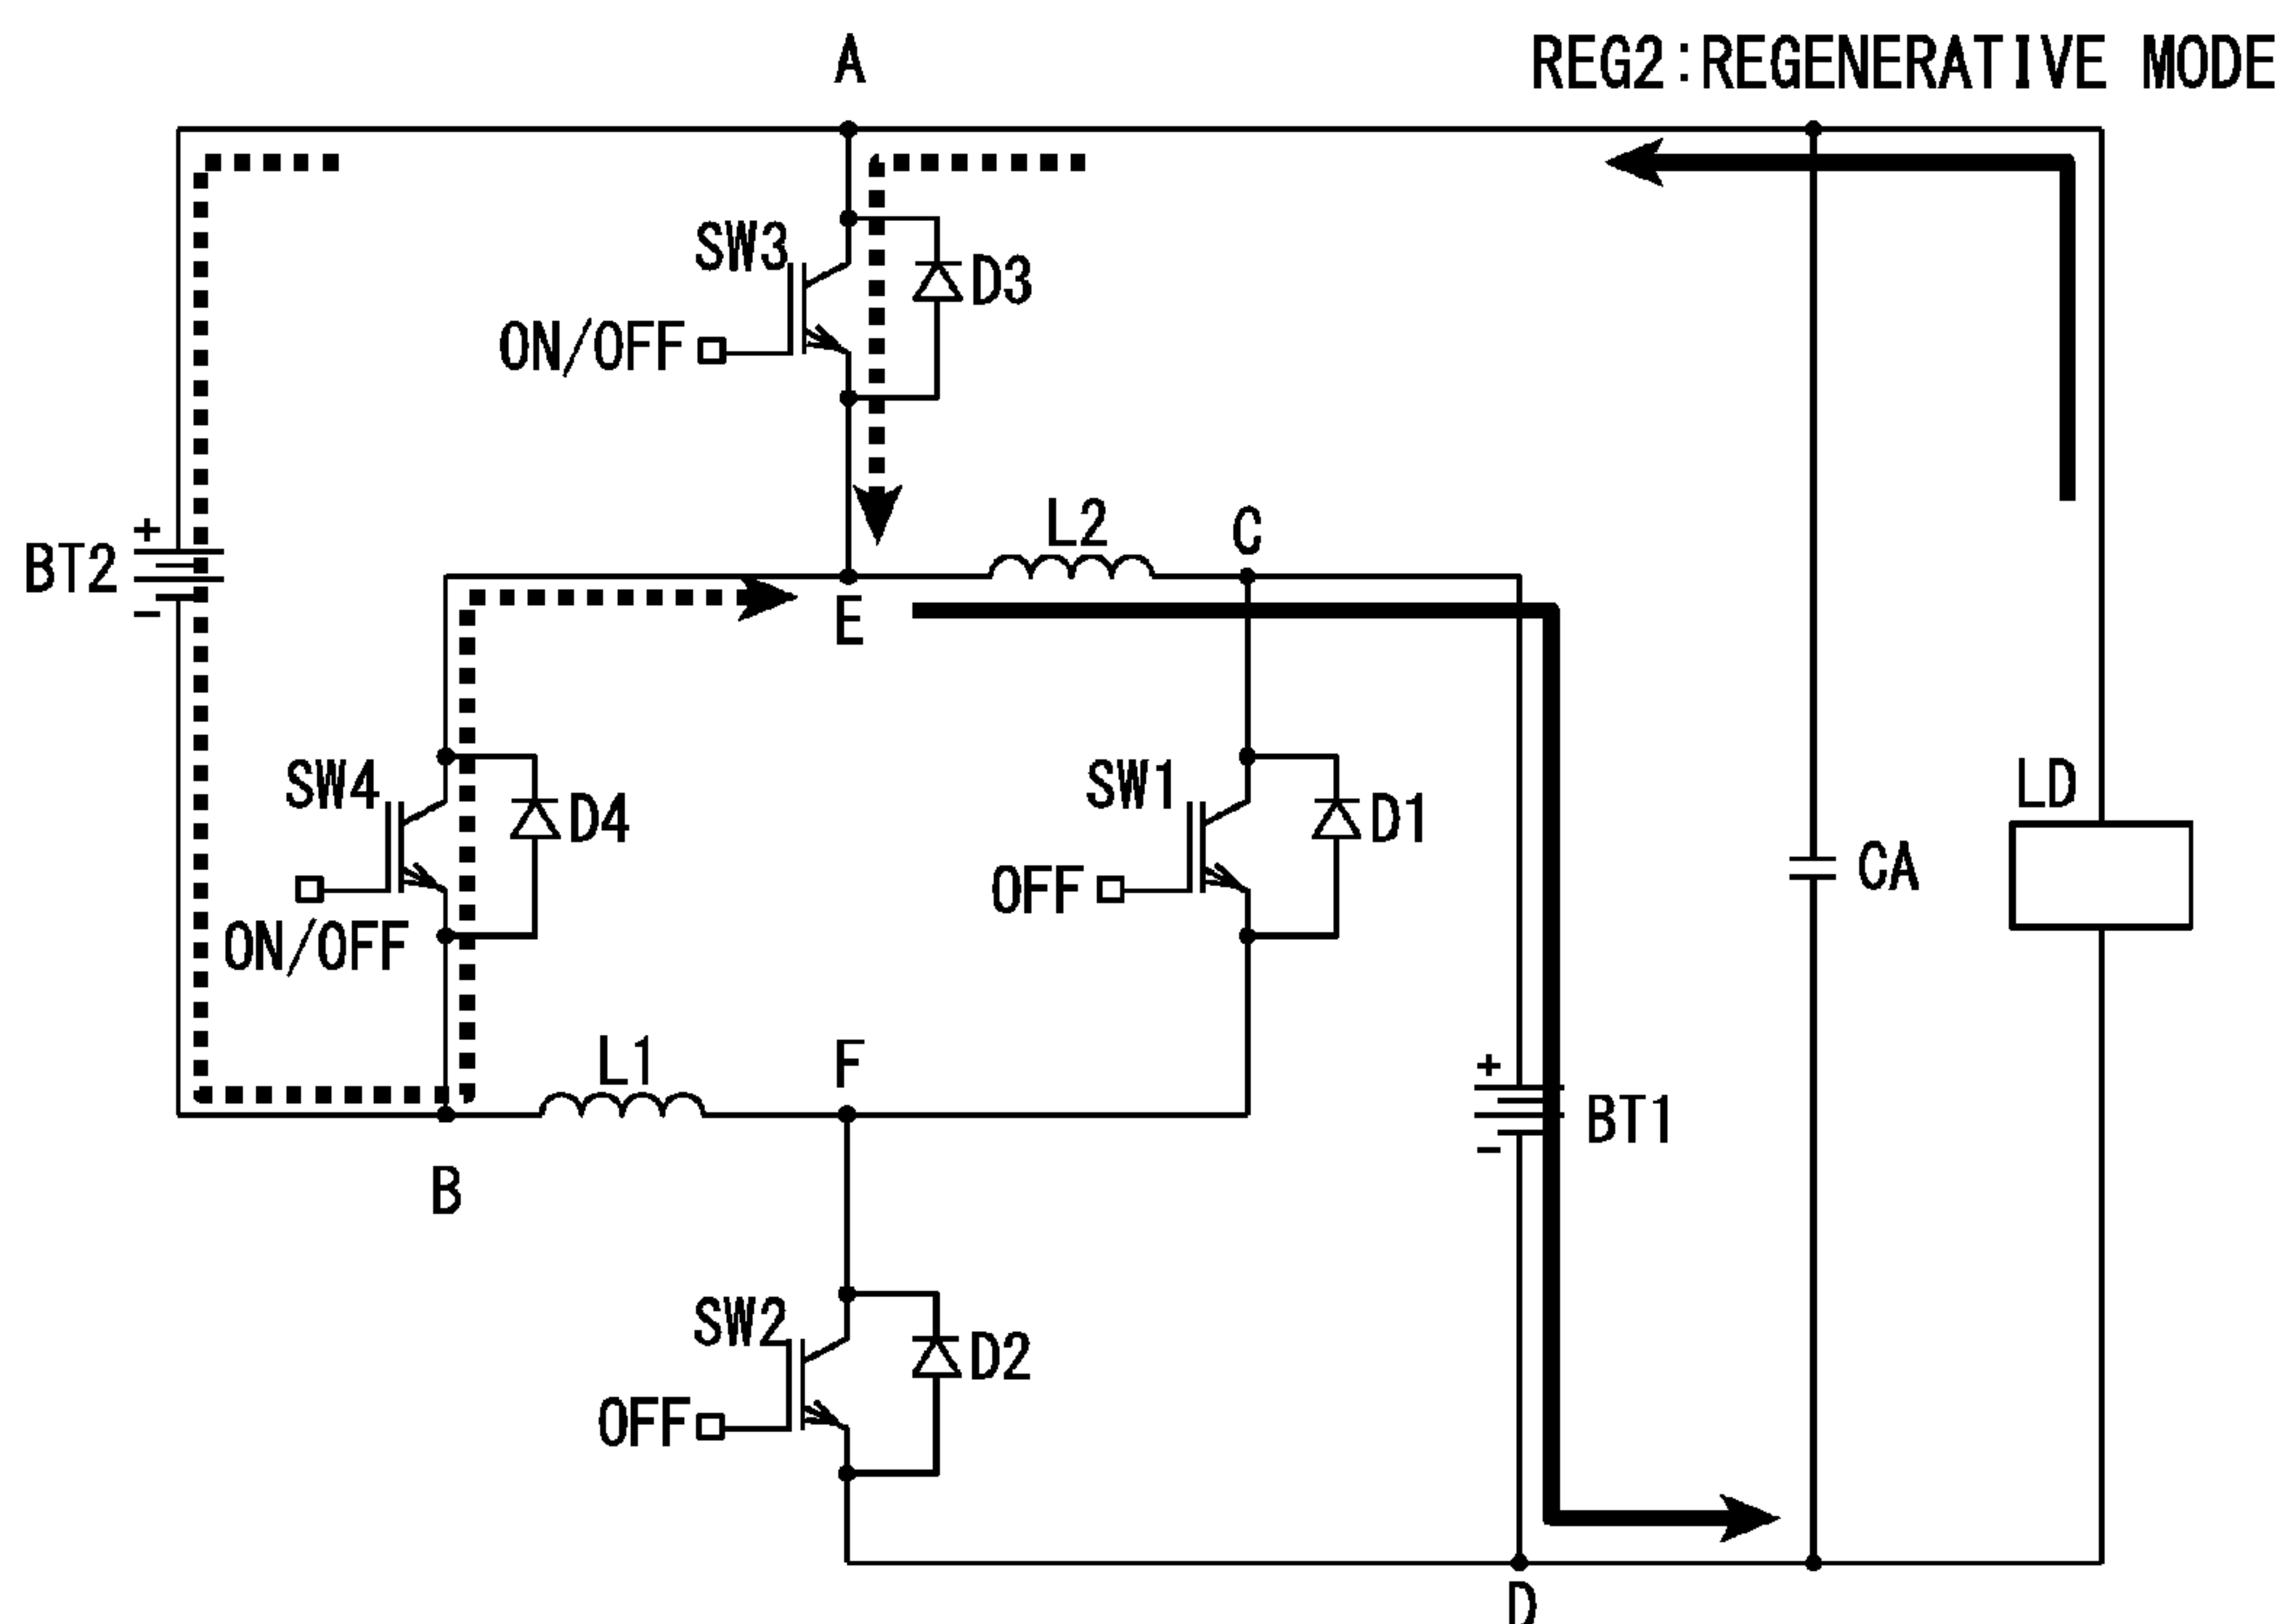 A
REG2:REGENERATIVE MODE
SW3
D3
ON/OFF
+
BT2
-
L2
C
E
SW4
D4
ON/OFF
SW1
D1
OFF
LD
CA
L1
F
+
BT1
-
B
SW2
D2
OFF
D